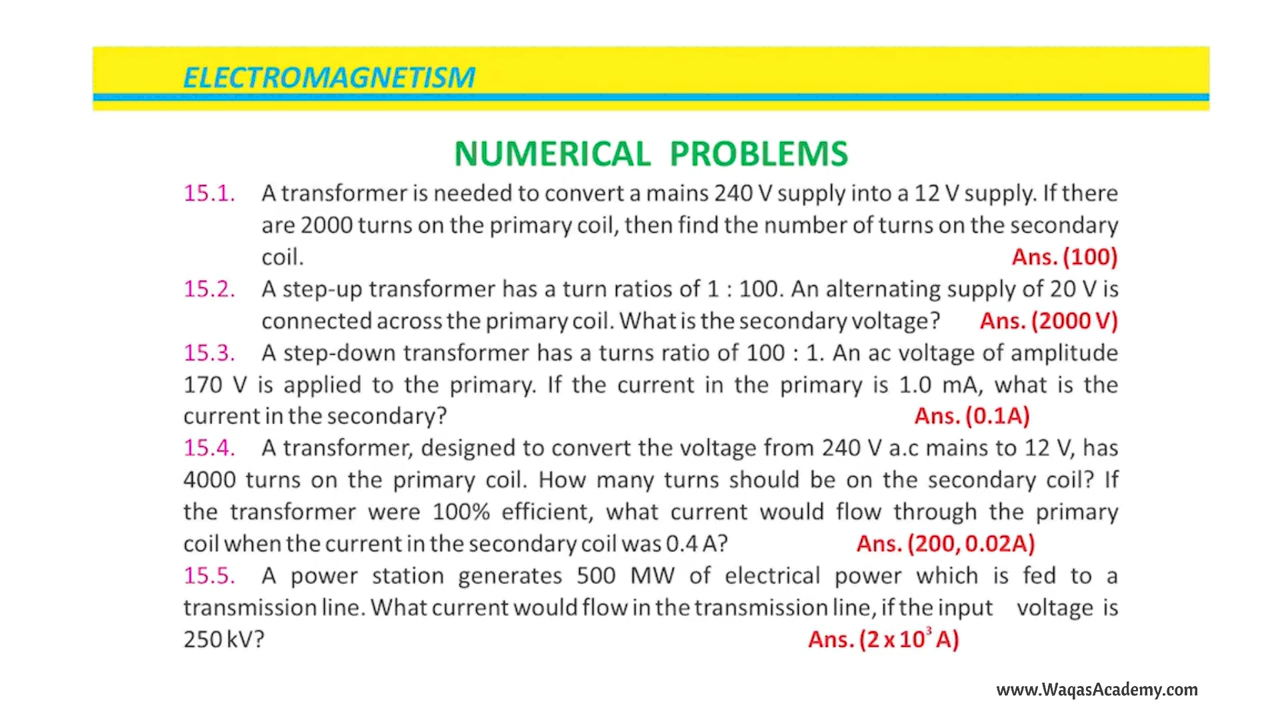 ELECTROMAGNETISM
NUMERICAL PROBLEMS
15.1. A transformer is needed to convert a mains 240 V supply into a 12 V supply. If there
are 2000 turns on the primary coil, then find the number of turns on the secondary
coil. Ans. (100)
15.2. A step-up transformer has a turn ratios of 1 : 100. An alternating supply of 20 V is
connected across the primary coil. What is the secondary voltage? Ans. (2000 V)
15.3. A step-down transformer has a turns ratio of 100 : 1. An ac voltage of amplitude
170 V is applied to the primary. If the current in the primary is 1.0 mA, what is the
current in the secondary? Ans. (0.1A)
15.4. A transformer, designed to convert the voltage from 240 V a.c mains to 12 V, has
4000 turns on the primary coil. How many turns should be on the secondary coil? If
the transformer were 100% efficient, what current would flow through the primary
coil when the current in the secondary coil was 0.4 A? Ans. (200, 0.02A)
15.5. A power station generates 500 MW of electrical power which is fed to a
transmission line. What current would flow in the transmission line, if the input voltage is
250 kV? Ans. (2 x 10³ A)
www.WaqasAcademy.com